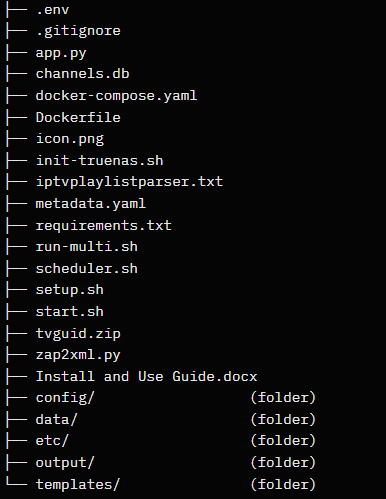 ├── .env
├── .gitignore
├── app.py
├── channels.db
├── docker-compose.yaml
├── Dockerfile
├── icon.png
├── init-truenas.sh
├── iptvplaylistparser.txt
├── metadata.yaml
├── requirements.txt
├── run-multi.sh
├── scheduler.sh
├── setup.sh
├── start.sh
├── tvguid.zip
├── zap2xml.py
├── Install and Use Guide.docx
├── config/              (folder)
├── data/                (folder)
├── etc/                 (folder)
├── output/              (folder)
└── templates/           (folder)